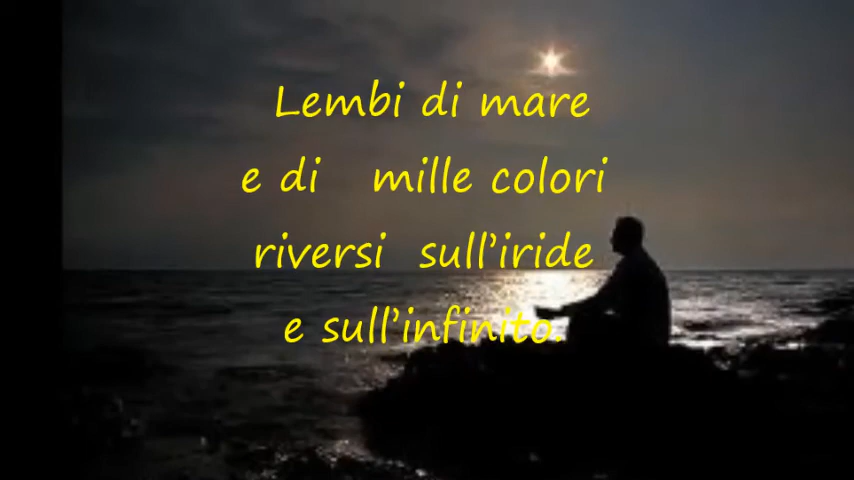 Lembi di mare
e di mille colori
riversi sull’iride
e sull’infinito.